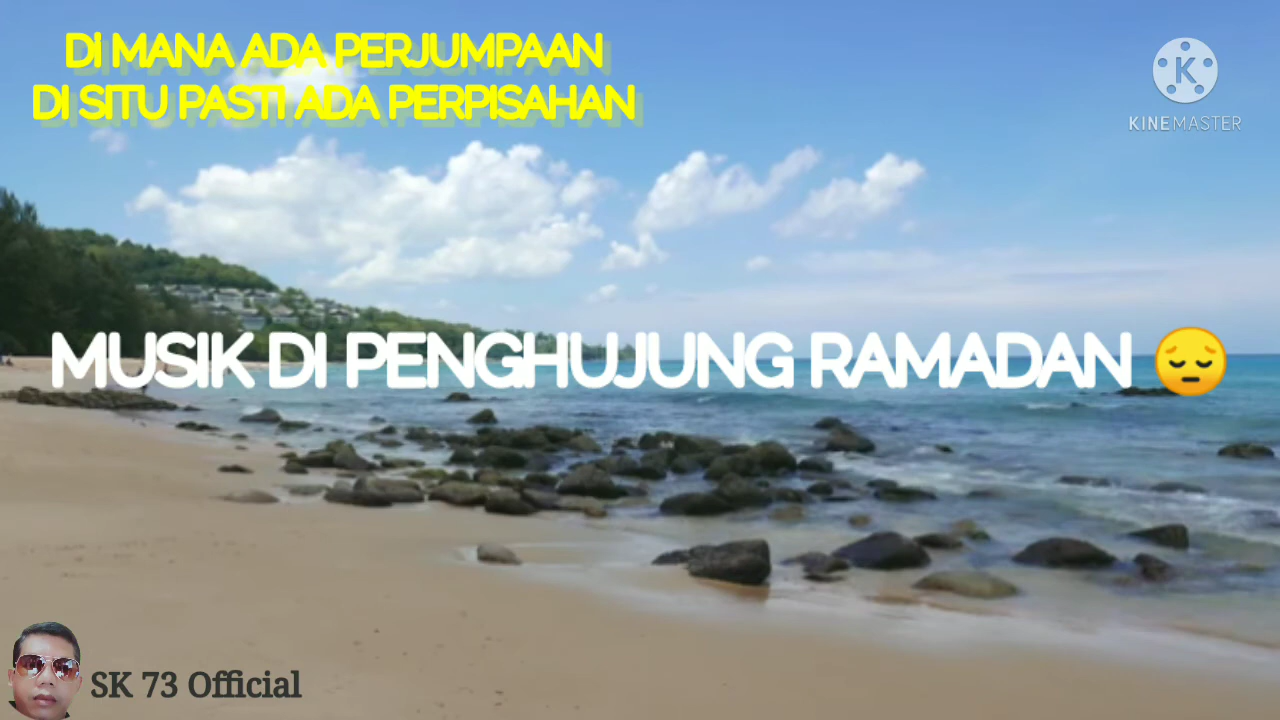 DI MANA ADA PERJUMPAAN
DI SITU PASTI ADA PERPISAHAN
K
KINEMASTER
MUSIK DI PENGHUJUNG RAMADAN 😔
SK 73 Official